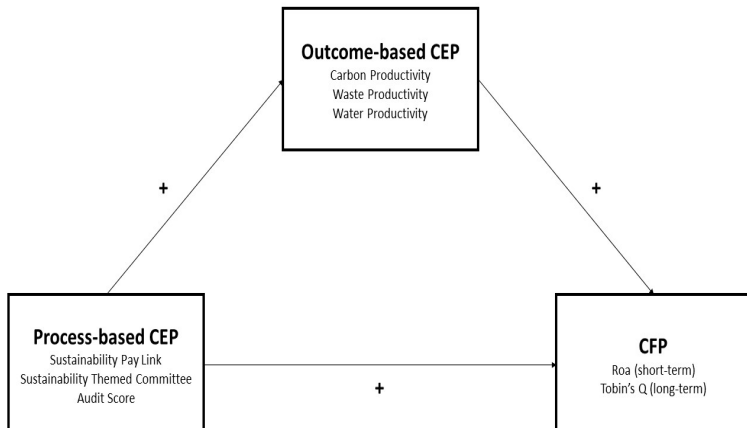 Outcome-based CEP
Carbon Productivity
Waste Productivity
Water Productivity
+
+
Process-based CEP
Sustainability Pay Link
Sustainability Themed Committee
Audit Score
CFP
Roa (short-term)
Tobin's Q (long-term)
+